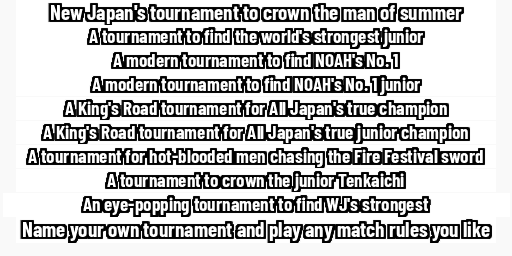 New Japan's tournament to crown the man of summer
A tournament to find the world's strongest junior
A modern tournament to find NOAH's No. 1
A modern tournament to find NOAH's No. 1 junior
A King's Road tournament for All Japan's true champion
A King's Road tournament for All Japan's true junior champion
A tournament for hot-blooded men chasing the Fire Festival sword
A tournament to crown the junior Tenkaichi
An eye-popping tournament to find WJ's strongest
Name your own tournament and play any match rules you like